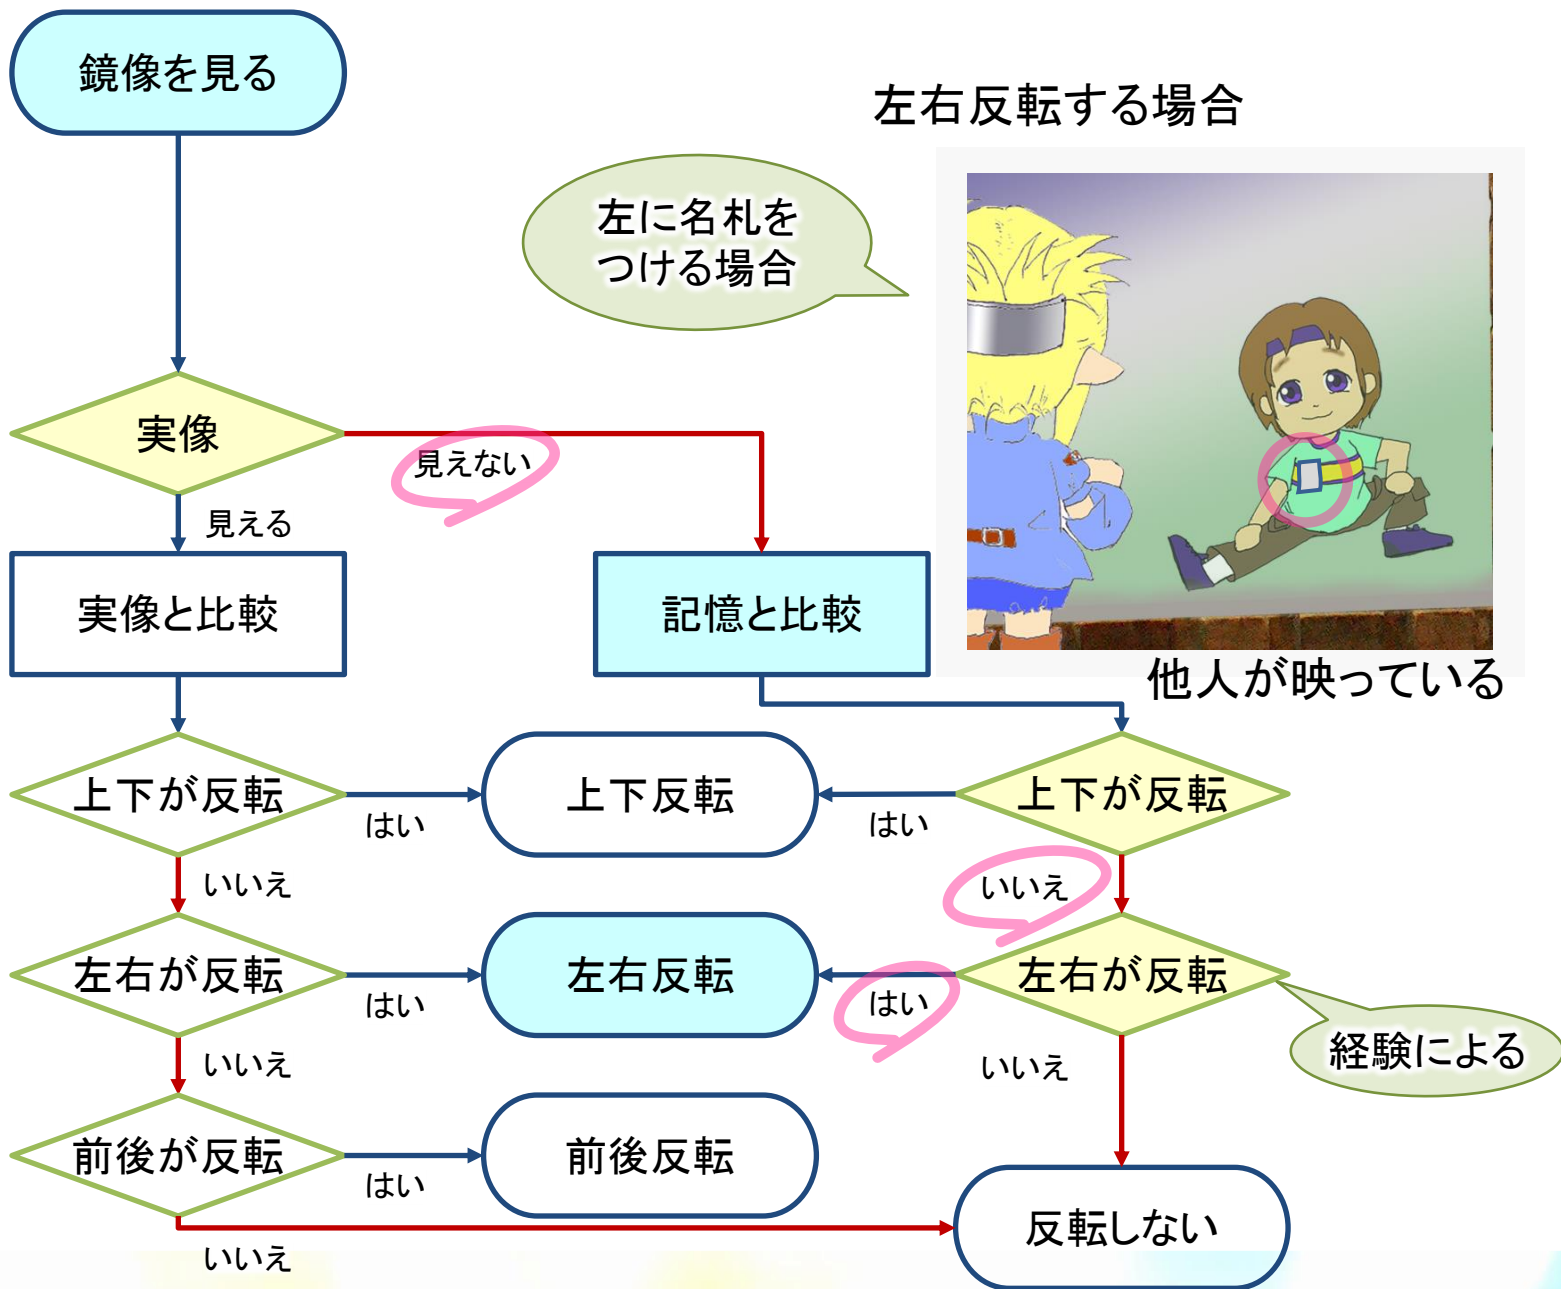 鏡像を見る
左右反転する場合
左に名札を
つける場合
実像
見えない
見える
実像と比較
記憶と比較
他人が映っている
上下が反転
はい
上下反転
はい
上下が反転
いいえ
いいえ
左右が反転
はい
左右反転
はい
左右が反転
経験による
いいえ
いいえ
前後が反転
はい
前後反転
反転しない
いいえ